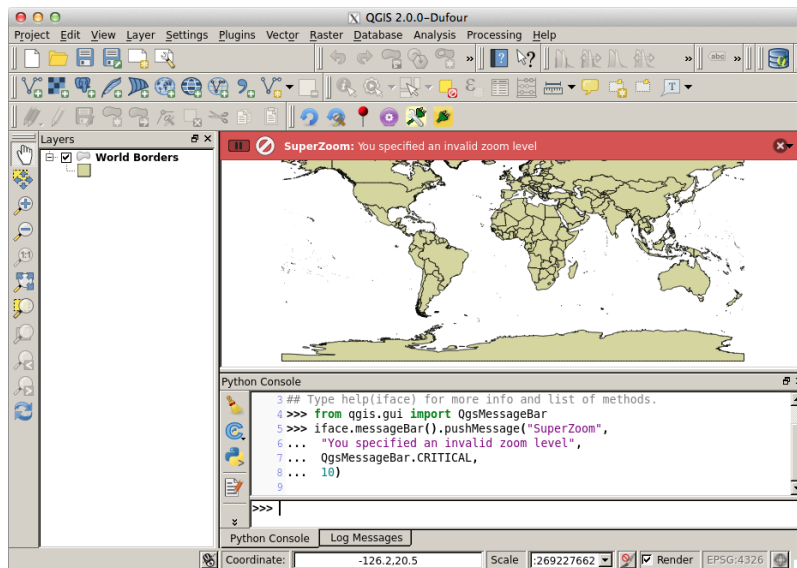 QGIS 2.0.0-Dufour
Project Edit View Layer Settings Plugins Vector Raster Database Analysis Processing Help
» » abc »
T
Layers
World Borders
SuperZoom: You specified an invalid zoom level
1:1
Python Console
3 ## Type help(iface) for more info and list of methods.
4 >>> from qgis.gui import QgsMessageBar
5 >>> iface.messageBar().pushMessage("SuperZoom",
6 ... "You specified an invalid zoom level",
7 ... QgsMessageBar.CRITICAL,
8 ... 10)
9
>>>
Python Console Log Messages
Coordinate: -126.2,20.5 Scale :269227662 Render EPSG:4326